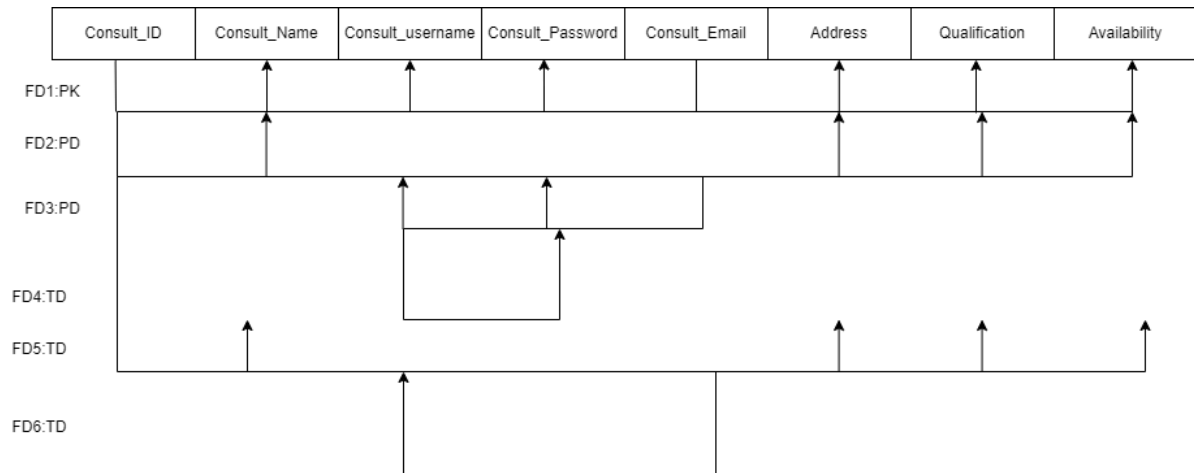 Consult_ID Consult_Name Consult_username Consult_Password Consult_Email Address Qualification Availability
FD1:PK
FD2:PD
FD3:PD
FD4:TD
FD5:TD
FD6:TD